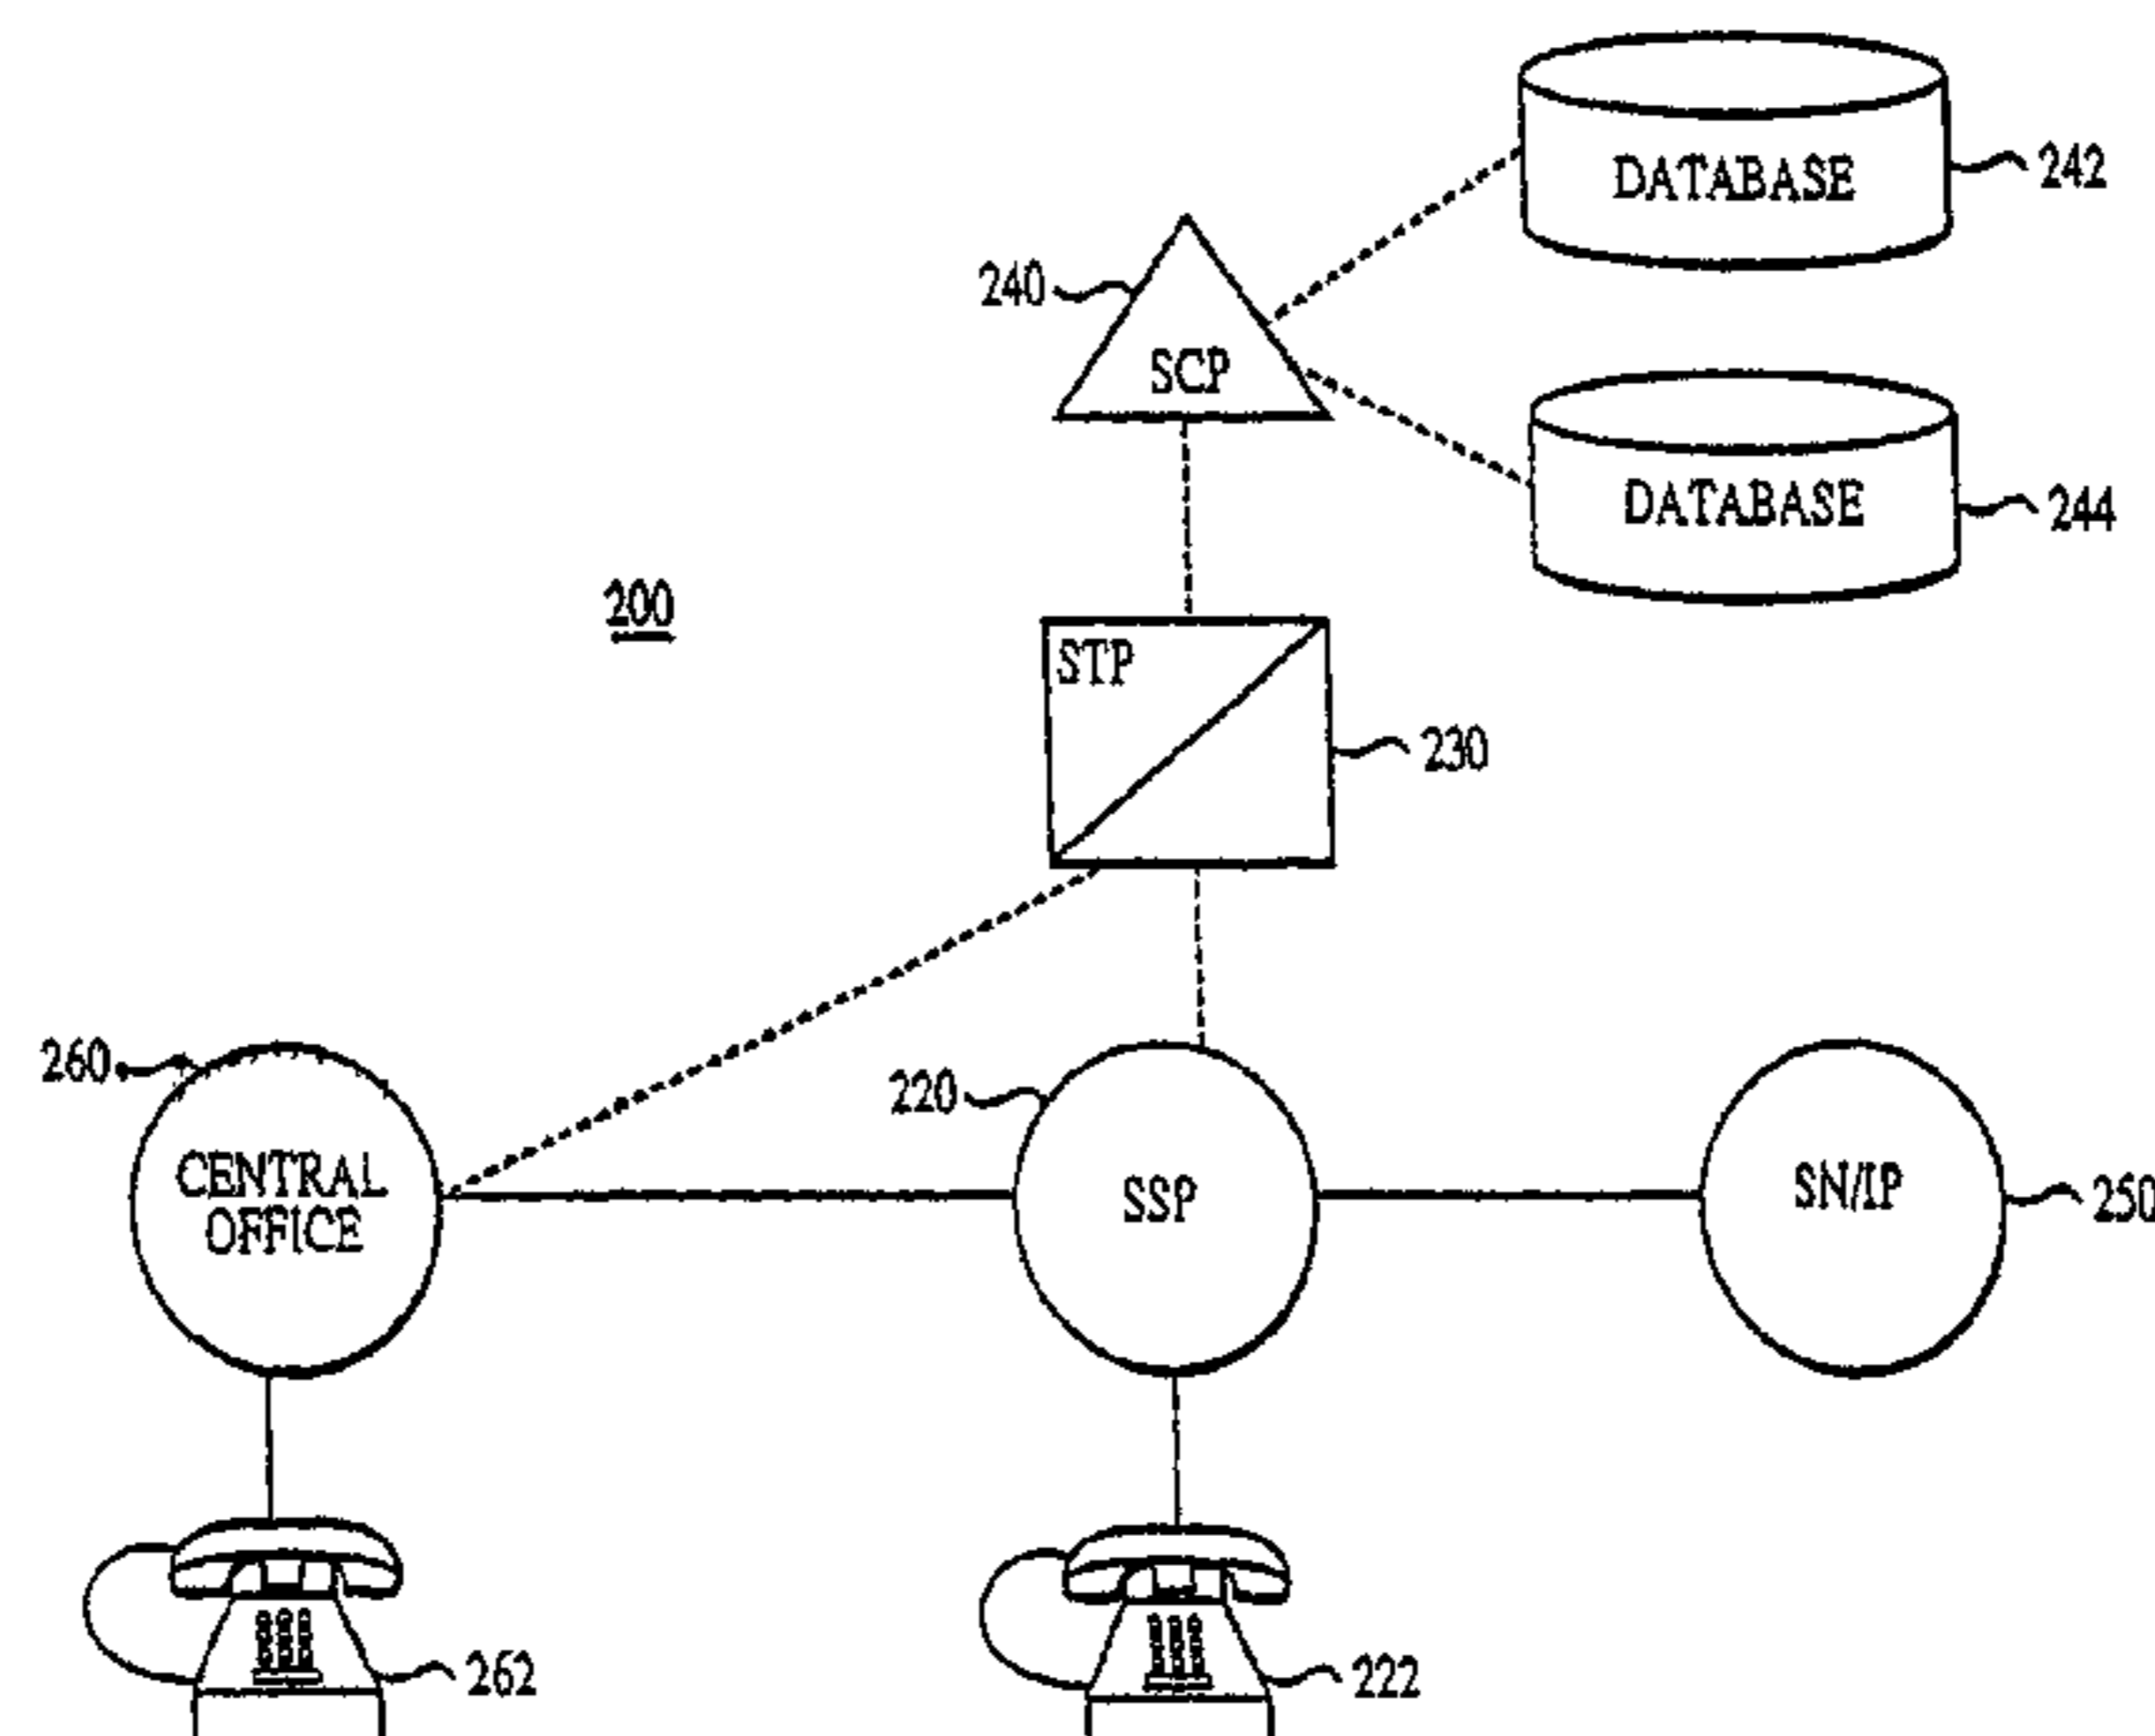 DATABASE
242
240
SCP
DATABASE
244
200
STP
230
260
220
CENTRAL
OFFICE
SSP
SN/IP
250
262
222